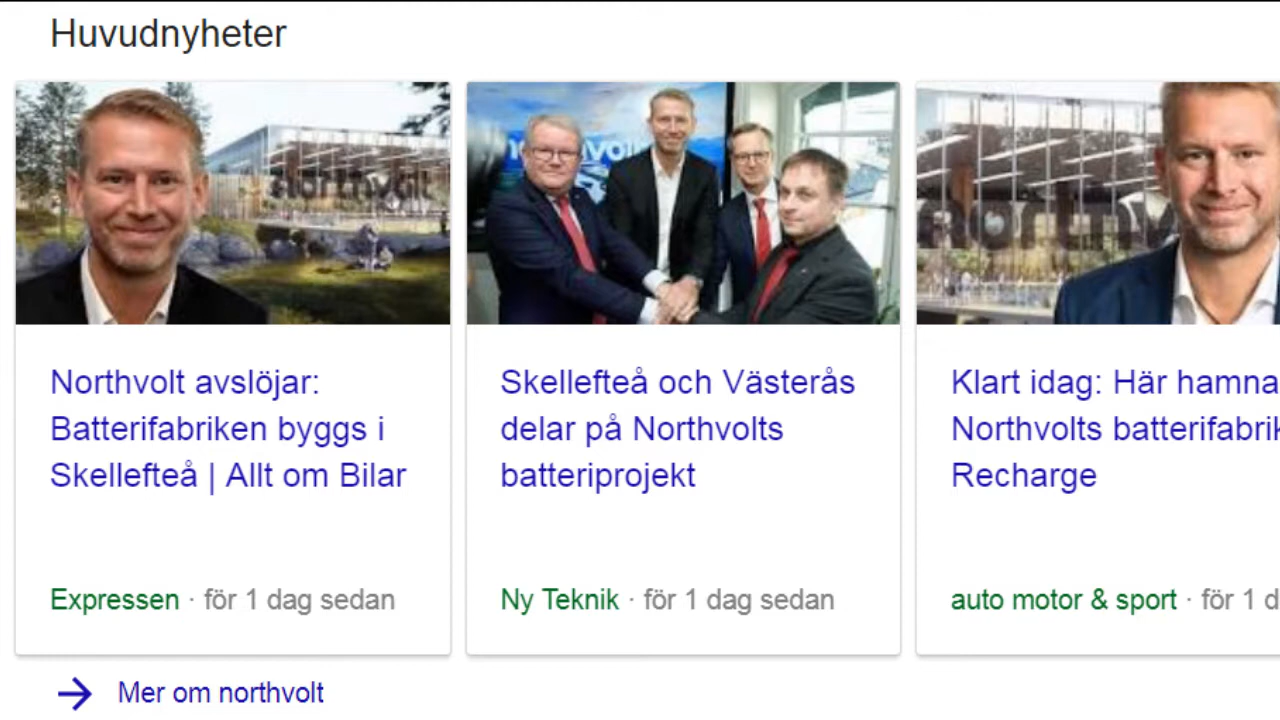 Huvudnyheter
northvolt
Northvolt avslöjar:
Batterifabriken byggs i
Skellefteå | Allt om Bilar
Expressen · för 1 dag sedan
Skellefteå och Västerås
delar på Northvolts
batteriprojekt
Ny Teknik · för 1 dag sedan
Klart idag: Här hamna
Northvolts batterifabrik
Recharge
auto motor & sport · för 1 d
Mer om northvolt